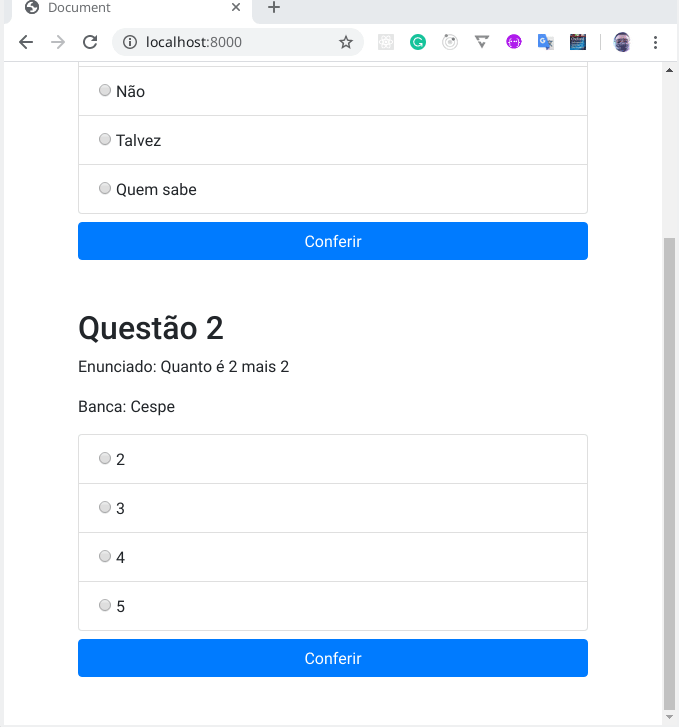 Document
localhost:8000
Não
Talvez
Quem sabe
Conferir
Questão 2
Enunciado: Quanto é 2 mais 2
Banca: Cespe
2
3
4
5
Conferir